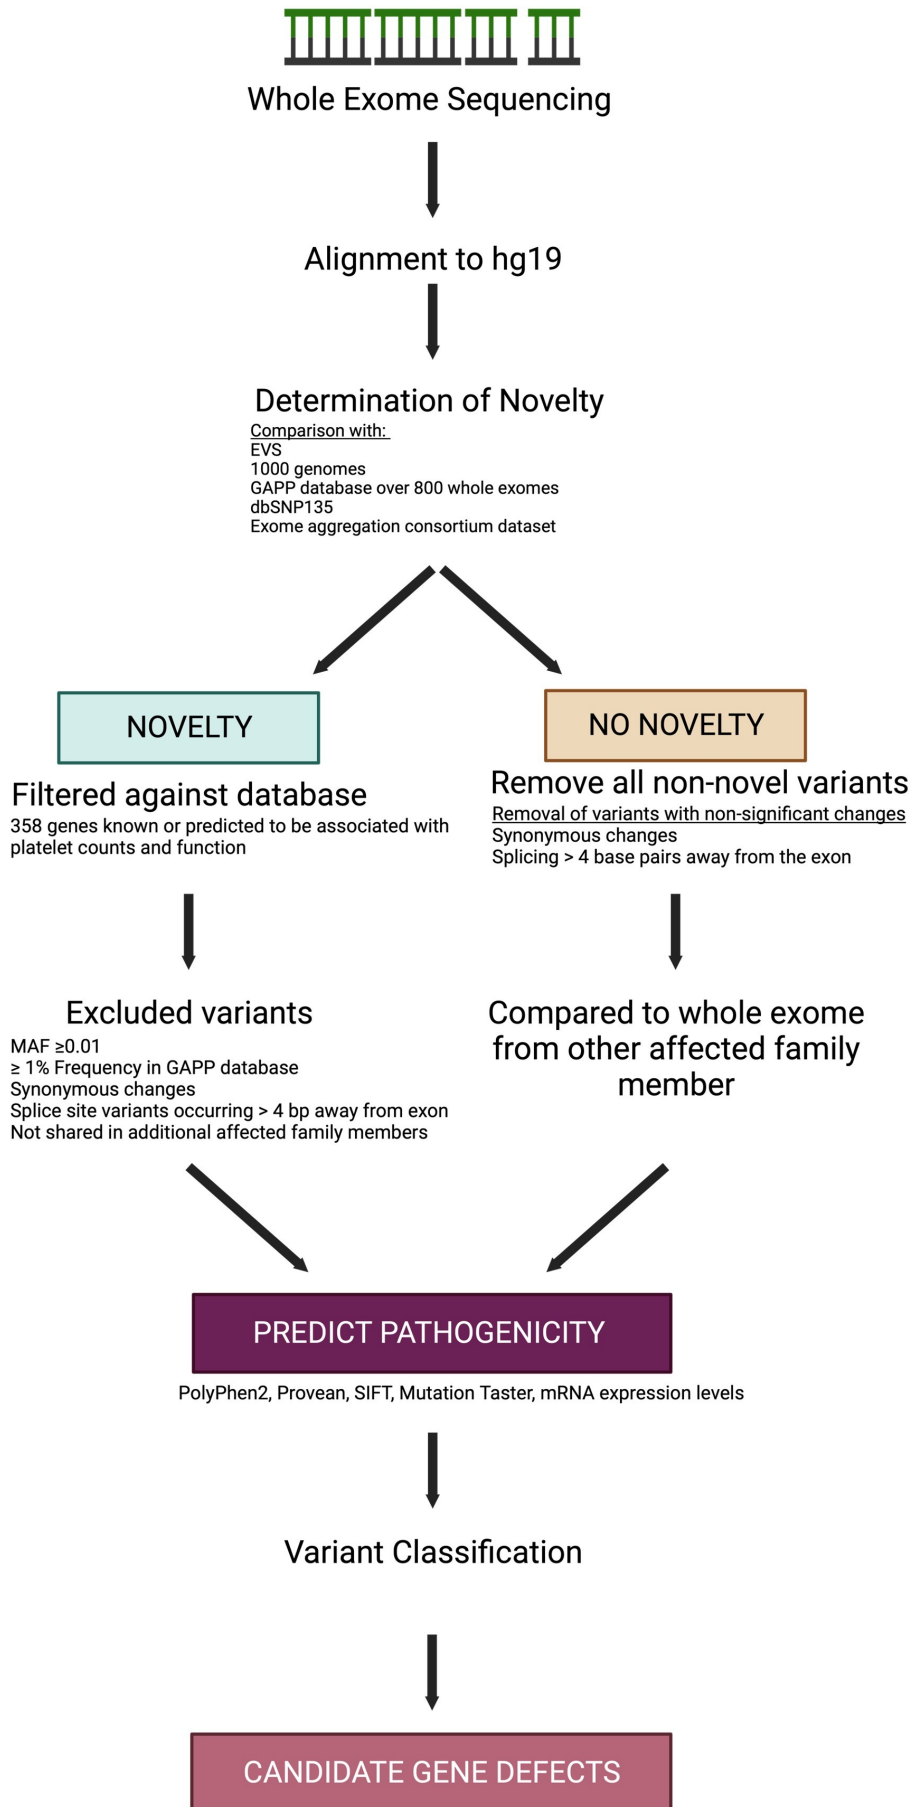 Whole Exome Sequencing
Alignment to hg19
Determination of Novelty
Comparison with:
EVS
1000 genomes
GAPP database over 800 whole exomes
dbSNP135
Exome aggregation consortium dataset
NOVELTY
Filtered against database
358 genes known or predicted to be associated with
platelet counts and function
Excluded variants
MAF ≥0.01
≥ 1% Frequency in GAPP database
Synonymous changes
Splice site variants occurring > 4 bp away from exon
Not shared in additional affected family members
NO NOVELTY
Remove all non-novel variants
Removal of variants with non-significant changes
Synonymous changes
Splicing > 4 base pairs away from the exon
Compared to whole exome
from other affected family
member
PREDICT PATHOGENICITY
PolyPhen2, Provean, SIFT, Mutation Taster, mRNA expression levels
Variant Classification
CANDIDATE GENE DEFECTS